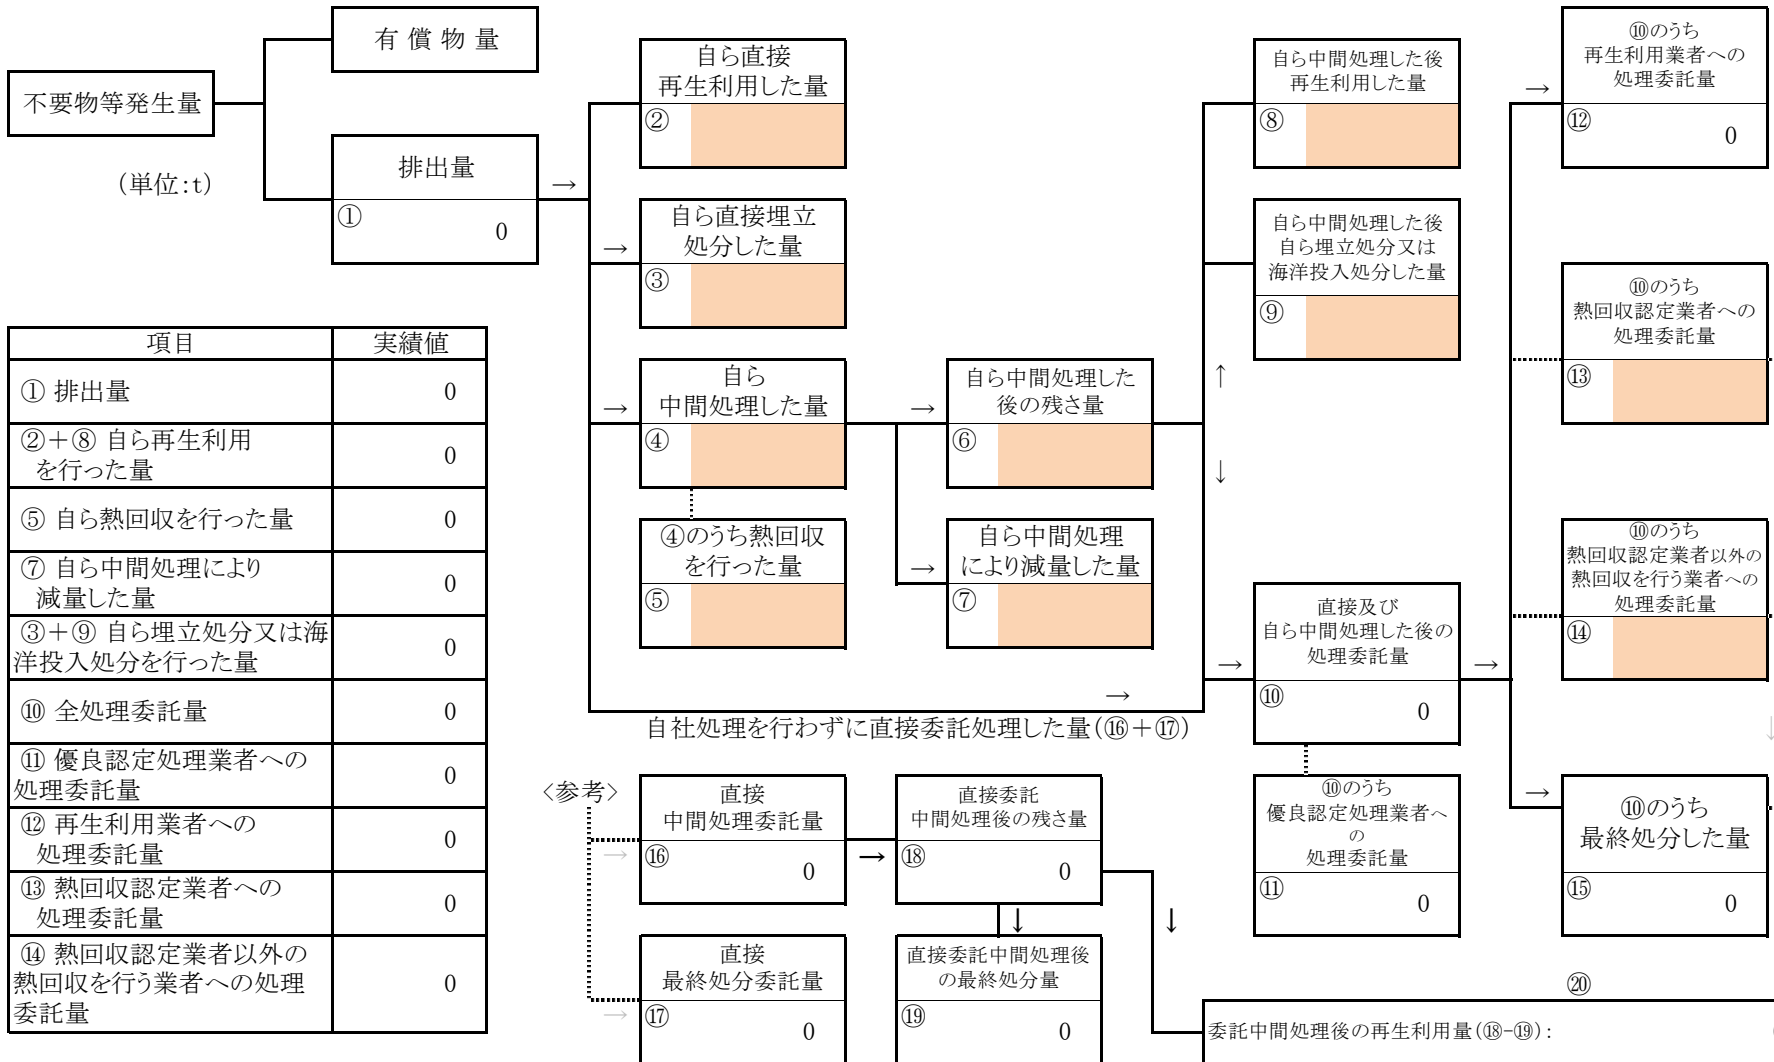 不要物等発生量
(単位:t)
有 償 物 量
排出量
①
0
→
自ら直接
再生利用した量
②
→
自ら直接埋立
処分した量
③
→
自ら
中間処理した量
④
④のうち熱回収
を行った量
⑤
→
自ら中間処理した
後の残さ量
⑥
→
自ら中間処理
により減量した量
⑦
自ら中間処理した後
再生利用した量
⑧
自ら中間処理した後
自ら埋立処分又は
海洋投入処分した量
⑨
↑
↓
→
自社処理を行わずに直接委託処理した量(⑯+⑰)
→
直接及び
自ら中間処理した後の
処理委託量
⑩
0
→
⑩のうち
優良認定処理業者へ
の
処理委託量
⑪
0
→
⑩のうち
再生利用業者への
処理委託量
⑫
0
⑩のうち
熱回収認定業者への
処理委託量
⑬
⑩のうち
熱回収認定業者以外の
熱回収を行う業者への
処理委託量
⑭
↓
→
⑩のうち
最終処分した量
⑮
0
項目 実績値
① 排出量 0
②+⑧ 自ら再生利用
を行った量 0
⑤ 自ら熱回収を行った量 0
⑦ 自ら中間処理により
減量した量 0
③+⑨ 自ら埋立処分又は海
洋投入処分を行った量 0
⑩ 全処理委託量 0
⑪ 優良認定処理業者への
処理委託量 0
⑫ 再生利用業者への
処理委託量 0
⑬ 熱回収認定業者への
処理委託量 0
⑭ 熱回収認定業者以外の
熱回収を行う業者への処理
委託量 0
<参考>
→
直接
中間処理委託量
⑯
0
→
直接委託
中間処理後の残さ量
⑱
0
↓
↓
→
直接
最終処分委託量
⑰
0
直接委託中間処理後
の最終処分量
⑲
0
⑳
委託中間処理後の再生利用量(⑱-⑲):